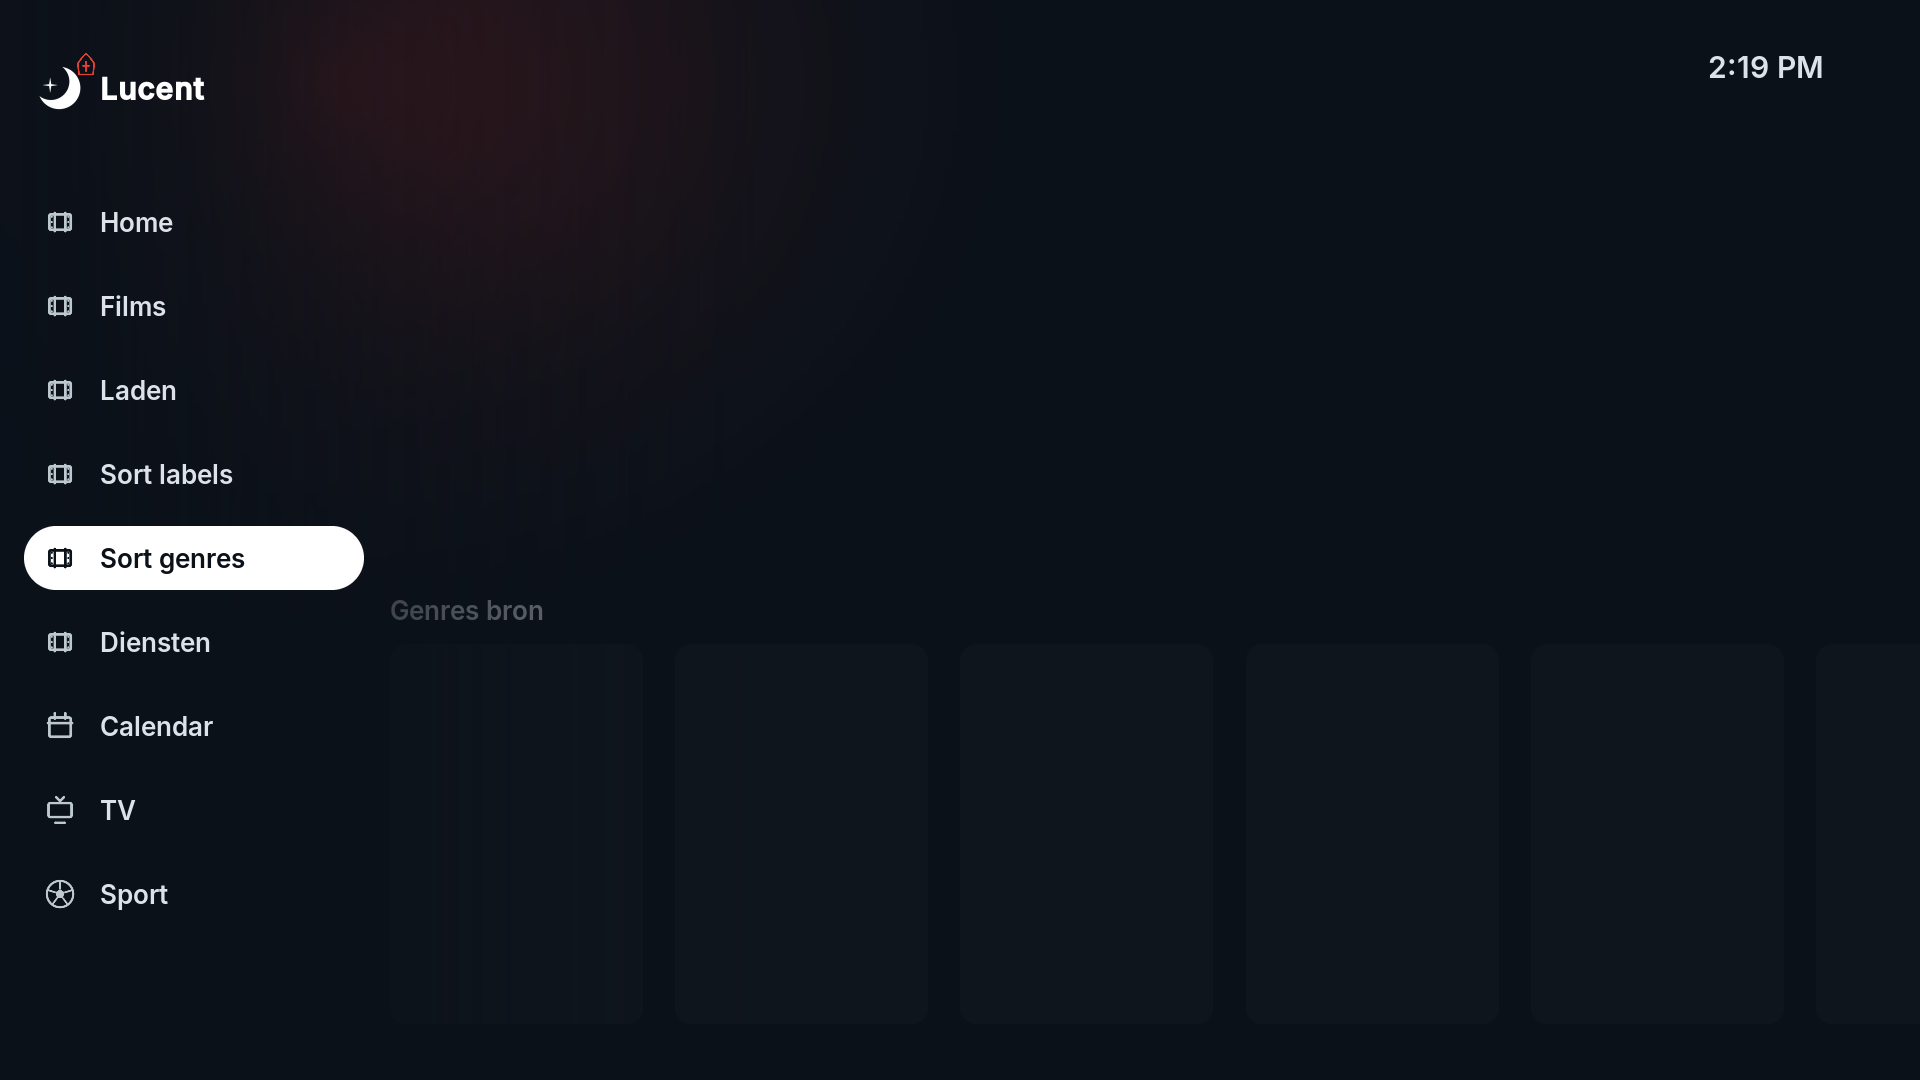 Lucent
2:19 PM
Home
Films
Laden
Sort labels
Sort genres
Diensten
Calendar
TV
Sport
Genres bron